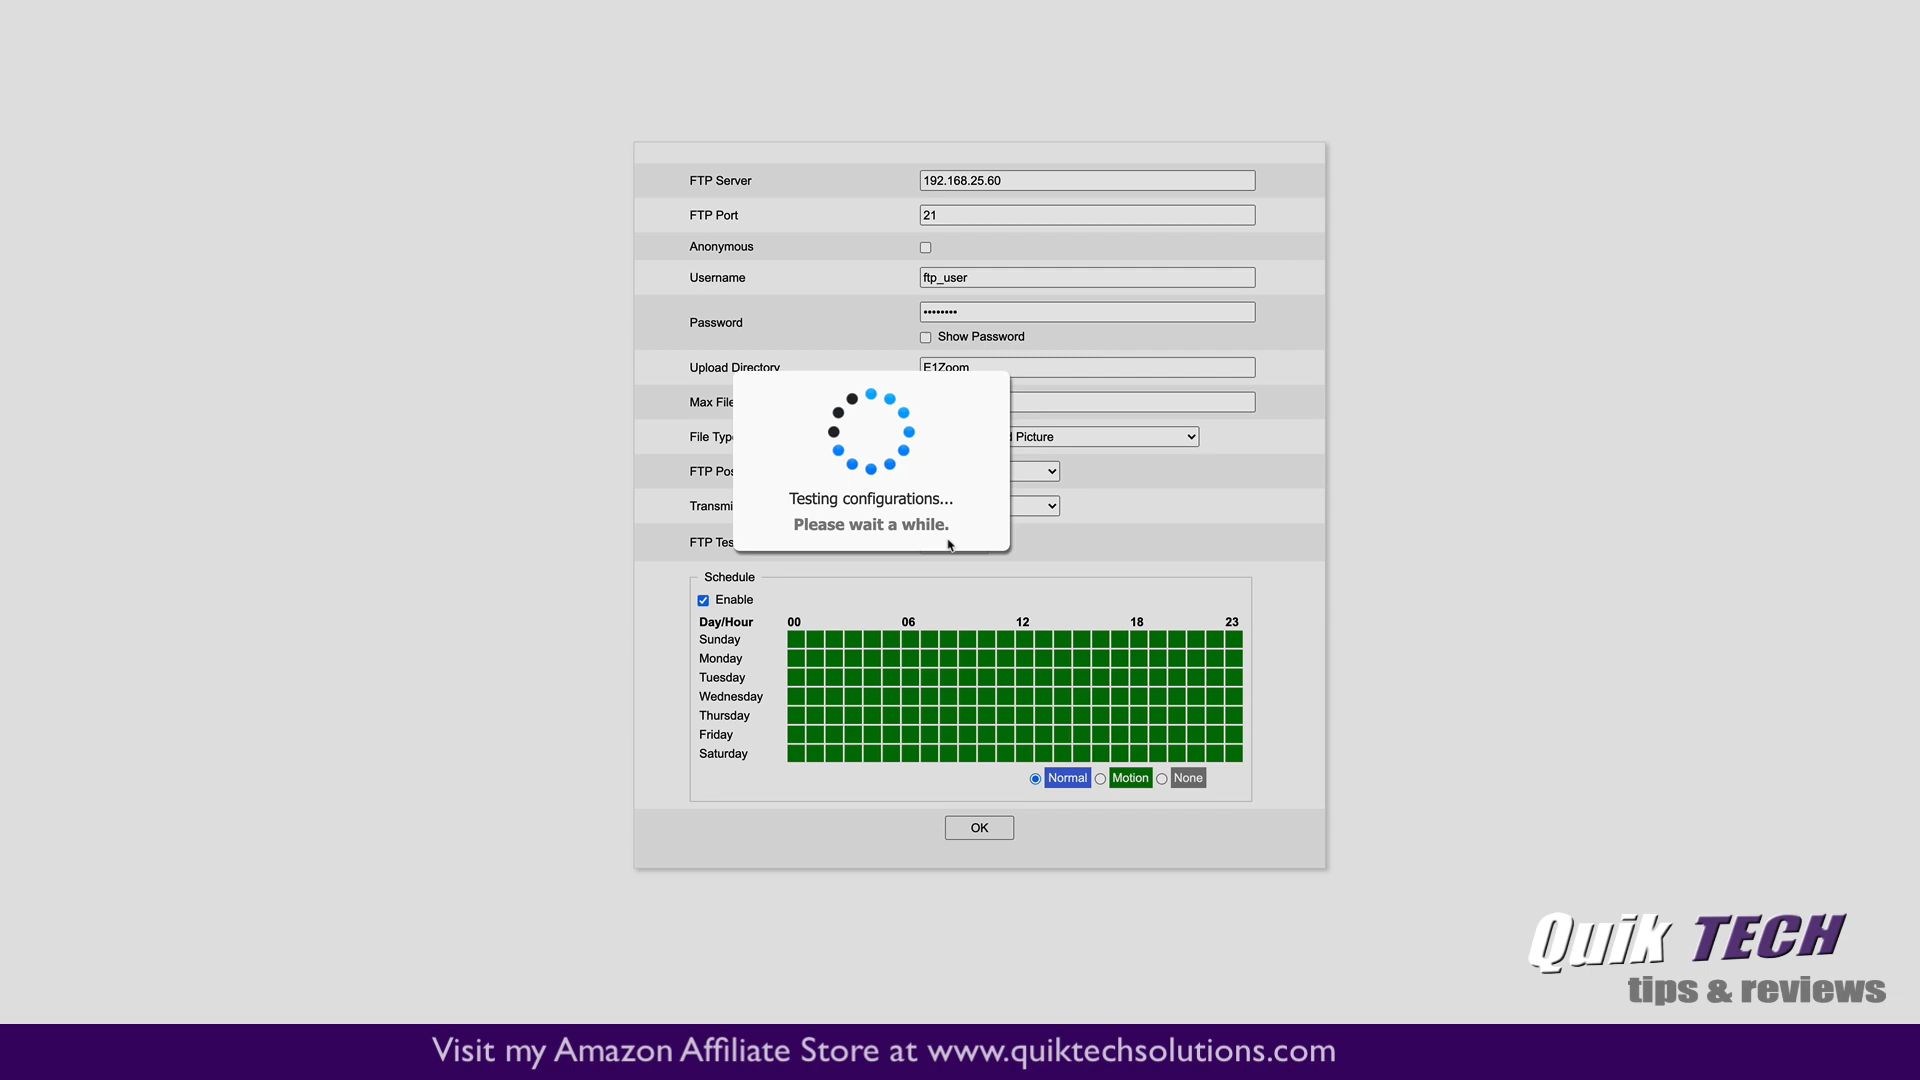 FTP Server 192.168.25.60
FTP Port 21
Anonymous
Username ftp_user
Password ••••••••
Show Password
Upload Directory E1Zoom
Max File
File Type Picture
FTP Pos
Transmi
FTP Tes
Testing configurations...
Please wait a while.
Schedule
Enable
Day/Hour 00 06 12 18 23
Sunday
Monday
Tuesday
Wednesday
Thursday
Friday
Saturday
Normal Motion None
OK
Quik TECH
tips & reviews
Visit my Amazon Affiliate Store at www.quiktechsolutions.com